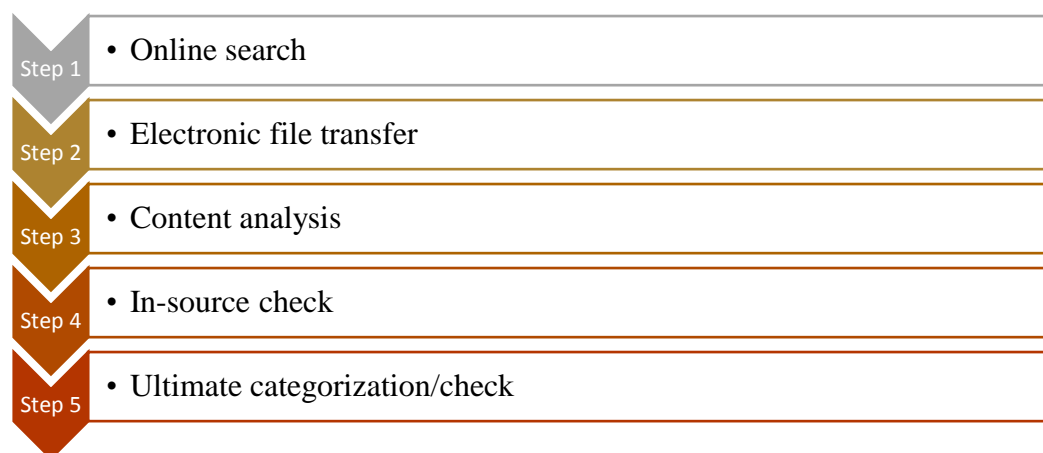 Step 1
• Online search
Step 2
• Electronic file transfer
Step 3
• Content analysis
Step 4
• In-source check
Step 5
• Ultimate categorization/check